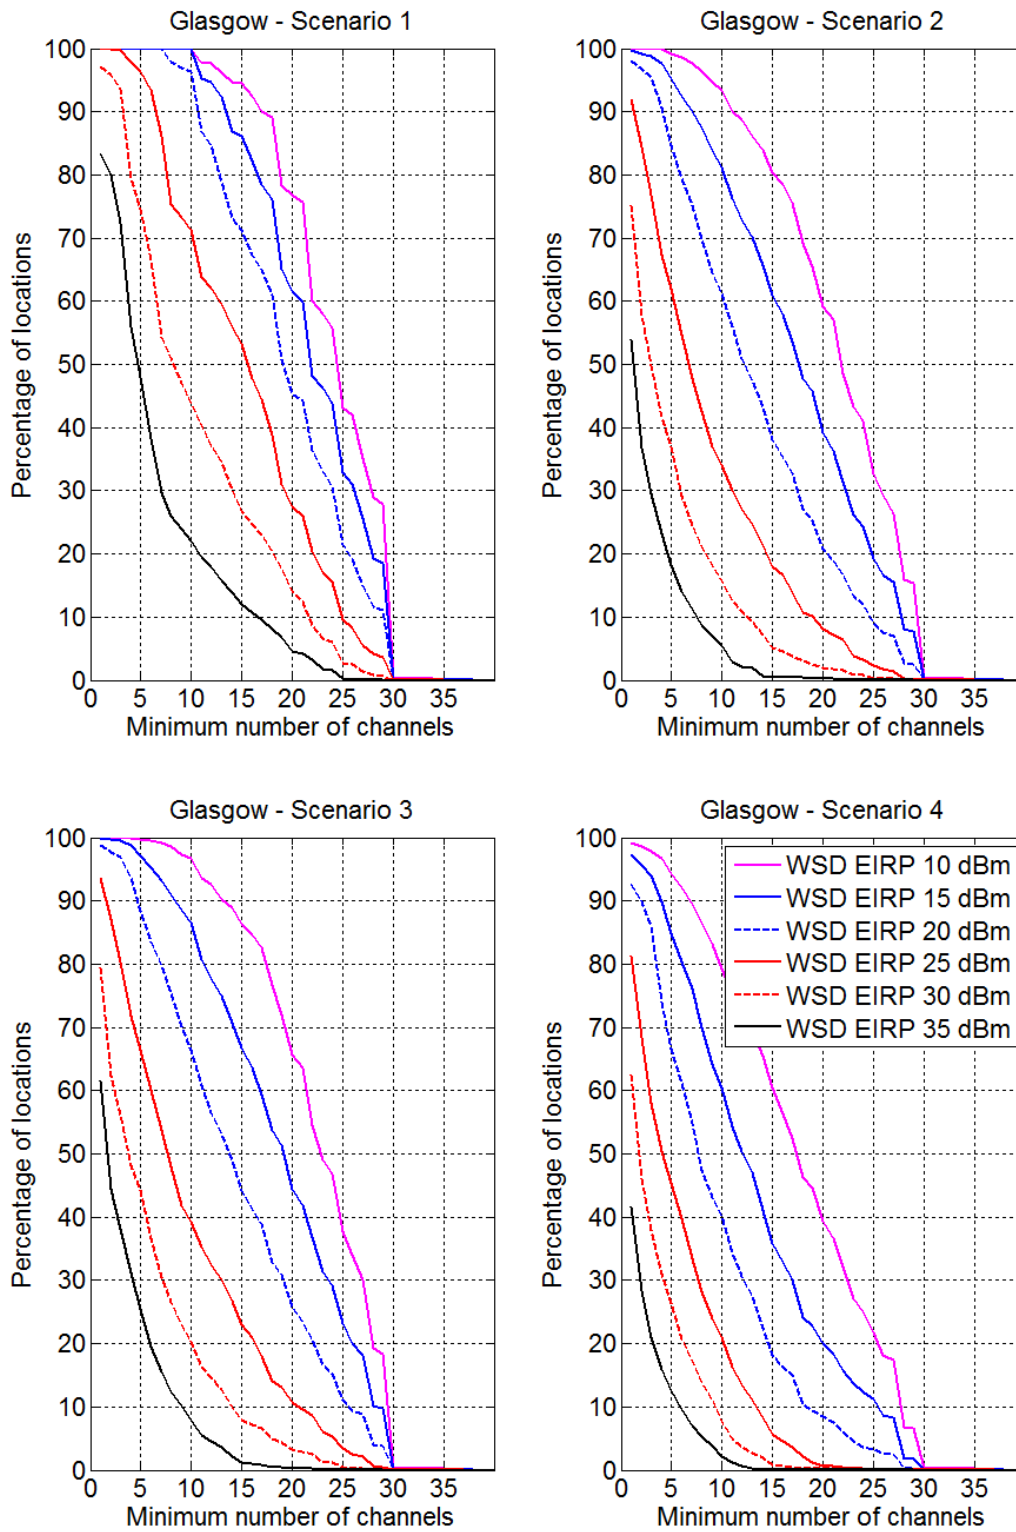 Glasgow - Scenario 1
100
90
80
70
60
50
40
30
20
10
0
Percentage of locations
0 5 10 15 20 25 30 35
Minimum number of channels
Glasgow - Scenario 2
100
90
80
70
60
50
40
30
20
10
0
Percentage of locations
0 5 10 15 20 25 30 35
Minimum number of channels
Glasgow - Scenario 3
100
90
80
70
60
50
40
30
20
10
0
Percentage of locations
0 5 10 15 20 25 30 35
Minimum number of channels
Glasgow - Scenario 4
100
90
80
70
60
50
40
30
20
10
0
Percentage of locations
WSD EIRP 10 dBm
WSD EIRP 15 dBm
WSD EIRP 20 dBm
WSD EIRP 25 dBm
WSD EIRP 30 dBm
WSD EIRP 35 dBm
0 5 10 15 20 25 30 35
Minimum number of channels